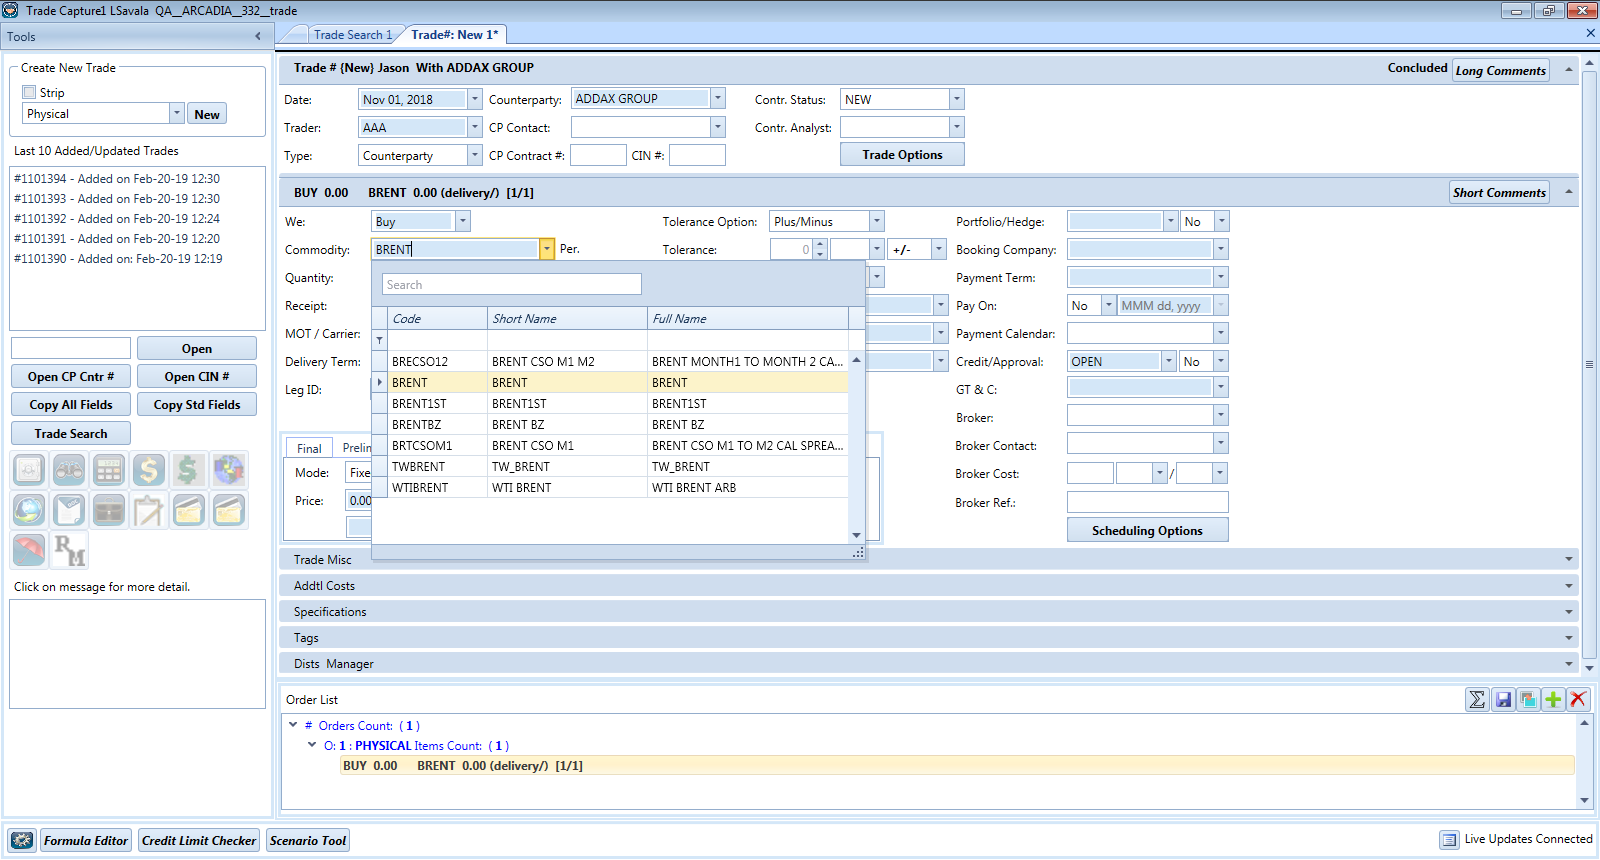 Trade Capture1 LSavala QA__ARCADIA__332__trade
Tools
Trade Search 1
Trade#: New 1*
Create New Trade
Strip
Physical
New
Last 10 Added/Updated Trades
#1101394 - Added on Feb-20-19 12:30
#1101393 - Added on Feb-20-19 12:30
#1101392 - Added on Feb-20-19 12:24
#1101391 - Added on Feb-20-19 12:20
#1101390 - Added on: Feb-20-19 12:19
Open
Open CP Cntr #
Open CIN #
Copy All Fields
Copy Std Fields
Trade Search
RM
Click on message for more detail.
Trade # {New} Jason With ADDAX GROUP
Concluded
Long Comments
Date: Nov 01, 2018 Counterparty: ADDAX GROUP Contr. Status: NEW
Trader: AAA CP Contact: Contr. Analyst:
Type: Counterparty CP Contract #: CIN #: Trade Options
BUY 0.00 BRENT 0.00 (delivery/) [1/1]
Short Comments
We: Buy Tolerance Option: Plus/Minus Portfolio/Hedge: No
Commodity: BRENT Per. Tolerance: 0 +/- Booking Company:
Quantity: Payment Term:
Receipt: Pay On: No MMM dd, yyyy
MOT / Carrier: Payment Calendar:
Delivery Term: Credit/Approval: OPEN No
Leg ID: GT & C:
Broker:
Broker Contact:
Broker Cost: /
Broker Ref.:
Scheduling Options
Search
Code Short Name Full Name
BRECSO12 BRENT CSO M1 M2 BRENT MONTH1 TO MONTH 2 CA...
BRENT BRENT BRENT
BRENT1ST BRENT1ST BRENT1ST
BRENTBZ BRENT BZ BRENT BZ
BRTCSOM1 BRENT CSO M1 BRENT CSO M1 TO M2 CAL SPREA...
TWBRENT TW_BRENT TW_BRENT
WTIBRENT WTI BRENT WTI BRENT ARB
Final Prelin
Mode: Fixe
Price: 0.00
Trade Misc
Addtl Costs
Specifications
Tags
Dists Manager
Order List
# Orders Count: ( 1 )
O: 1 : PHYSICAL Items Count: ( 1 )
BUY 0.00 BRENT 0.00 (delivery/) [1/1]
Formula Editor
Credit Limit Checker
Scenario Tool
Live Updates Connected